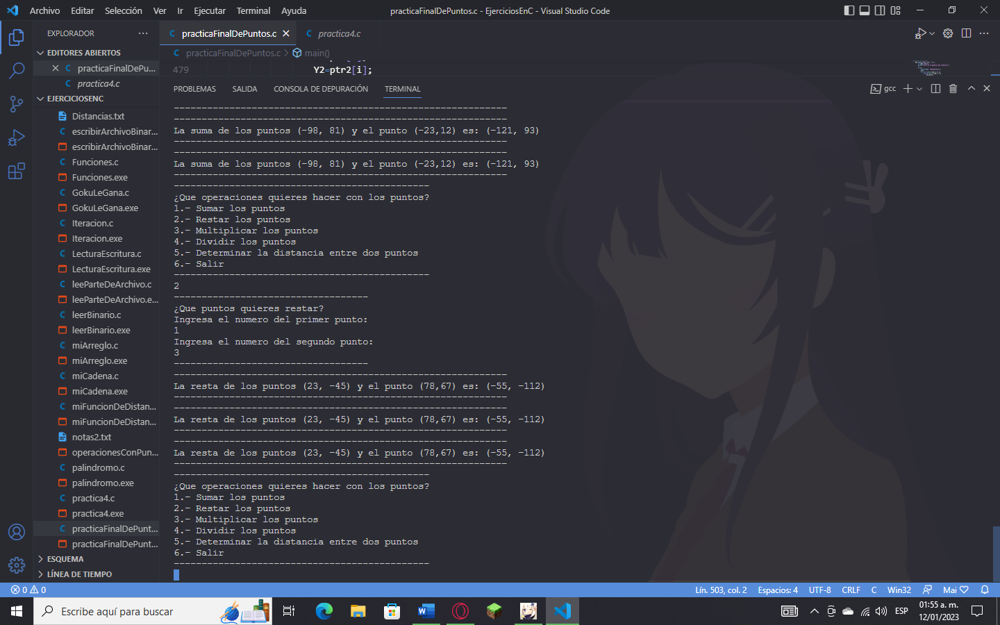 Archivo Editar Selección Ver Ir Ejecutar Terminal Ayuda
practicaFinalDePuntos.c - EjerciciosEnC - Visual Studio Code
EXPLORADOR
EDITORES ABIERTOS
practicaFinalDePu...
practica4.c
EJERCICIOSENC
Distancias.txt
escribirArchivoBinar...
escribirArchivoBinar...
Funciones.c
Funciones.exe
GokuLeGana.c
GokuLeGana.exe
Iteracion.c
Iteracion.exe
LecturaEscritura.c
LecturaEscritura.exe
leeParteDeArchivo.c
leeParteDeArchivo.e...
leerBinario.c
leerBinario.exe
miArreglo.c
miArreglo.exe
miCadena.c
miCadena.exe
miFuncionDeDistan...
miFuncionDeDistan...
notas2.txt
operacionesConPun...
palindromo.c
palindromo.exe
practica4.c
practica4.exe
practicaFinalDePunt...
practicaFinalDePunt...
ESQUEMA
LÍNEA DE TIEMPO
practicaFinalDePuntos.c practica4.c
practicaFinalDePuntos.c > main()
479 Y2=ptr2[i];
PROBLEMAS SALIDA CONSOLA DE DEPURACIÓN TERMINAL
gcc
------------------------------------------------------------
------------------------------------------------------------
La suma de los puntos (-98, 81) y el punto (-23,12) es: (-121, 93)
------------------------------------------------------------
------------------------------------------------------------
La suma de los puntos (-98, 81) y el punto (-23,12) es: (-121, 93)
------------------------------------------------------------
----------------------------------------------
¿Que operaciones quieres hacer con los puntos?
1.- Sumar los puntos
2.- Restar los puntos
3.- Multiplicar los puntos
4.- Dividir los puntos
5.- Determinar la distancia entre dos puntos
6.- Salir
----------------------------------------------
2
-----------------------------------
¿Que puntos quieres restar?
Ingresa el numero del primer punto:
1
Ingresa el numero del segundo punto:
3
-----------------------------------
------------------------------------------------------------
La resta de los puntos (23, -45) y el punto (78,67) es: (-55, -112)
------------------------------------------------------------
------------------------------------------------------------
La resta de los puntos (23, -45) y el punto (78,67) es: (-55, -112)
------------------------------------------------------------
------------------------------------------------------------
La resta de los puntos (23, -45) y el punto (78,67) es: (-55, -112)
------------------------------------------------------------
----------------------------------------------
¿Que operaciones quieres hacer con los puntos?
1.- Sumar los puntos
2.- Restar los puntos
3.- Multiplicar los puntos
4.- Dividir los puntos
5.- Determinar la distancia entre dos puntos
6.- Salir
----------------------------------------------
0 0
Lín. 503, col. 2 Espacios: 4 UTF-8 CRLF C Win32 Mai
Escribe aquí para buscar
ESP
01:55 a. m.
12/01/2023